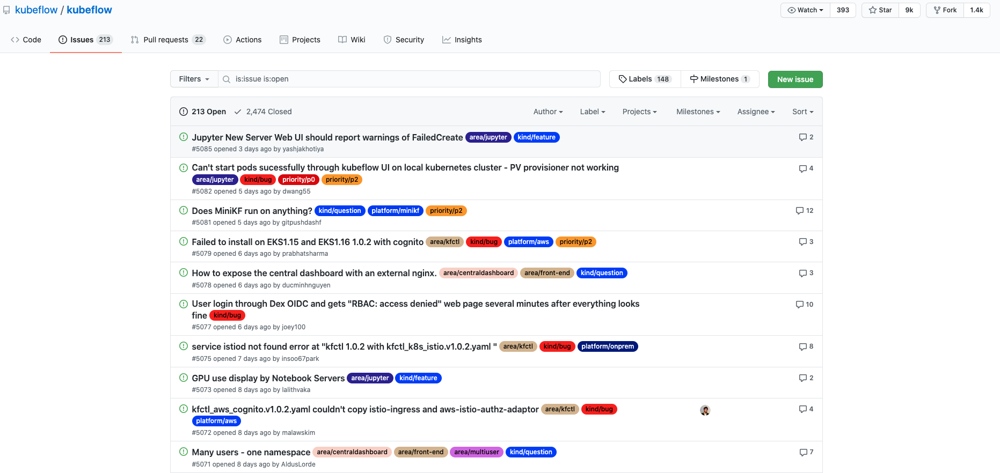 kubeflow / kubeflow
Watch 393 Star 9k Fork 1.4k
Code Issues 213 Pull requests 22 Actions Projects Wiki Security Insights
Filters is:issue is:open Labels 148 Milestones 1 New issue
213 Open 2,474 Closed Author Label Projects Milestones Assignee Sort
Jupyter New Server Web UI should report warnings of FailedCreate area/jupyter kind/feature 2
#5085 opened 3 days ago by yashjakhotiya
Can't start pods sucessfully through kubeflow UI on local kubernetes cluster - PV provisioner not working 4
area/jupyter kind/bug priority/p0 priority/p2
#5082 opened 5 days ago by dwang55
Does MiniKF run on anything? kind/question platform/minikf priority/p2 12
#5081 opened 5 days ago by gitpushdashf
Failed to install on EKS1.15 and EKS1.16 1.0.2 with cognito area/kfctl kind/bug platform/aws priority/p2 3
#5079 opened 6 days ago by prabhatsharma
How to expose the central dashboard with an external nginx. area/centraldashboard area/front-end kind/question 3
#5078 opened 6 days ago by ducminhnguyen
User login through Dex OIDC and gets "RBAC: access denied" web page several minutes after everything looks 10
fine kind/bug
#5077 opened 6 days ago by joey100
service istiod not found error at "kfctl 1.0.2 with kfctl_k8s_istio.v1.0.2.yaml " area/kfctl kind/bug platform/onprem 8
#5075 opened 7 days ago by insoo67park
GPU use display by Notebook Servers area/jupyter kind/feature 2
#5073 opened 8 days ago by lalithvaka
kfctl_aws_cognito.v1.0.2.yaml couldn't copy istio-ingress and aws-istio-authz-adaptor area/kfctl kind/bug 4
platform/aws
#5072 opened 8 days ago by malawskim
Many users - one namespace area/centraldashboard area/front-end area/multiuser kind/question 7
#5071 opened 8 days ago by AldusLorde